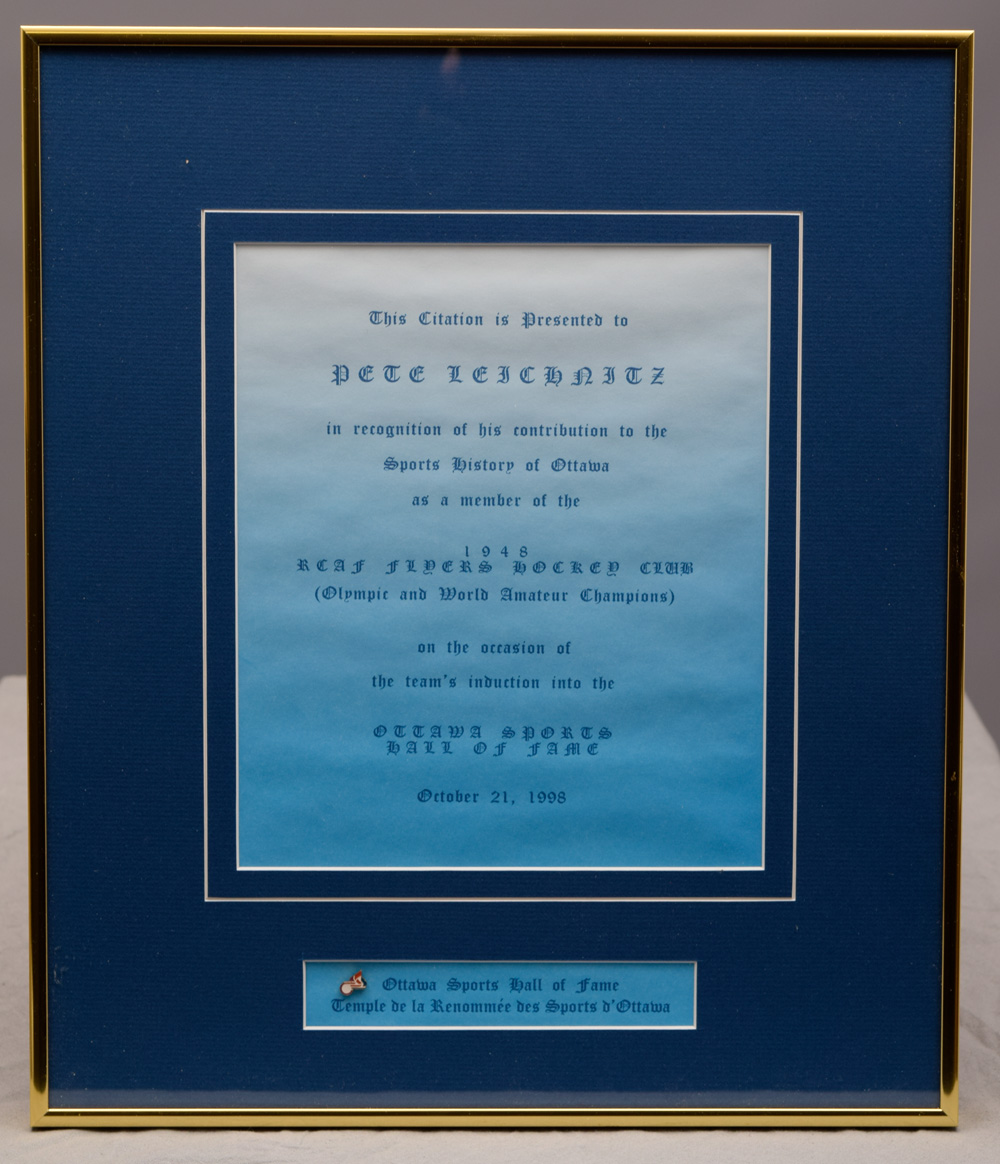 This Citation is Presented to
PETE LEICHNITZ
in recognition of his contribution to the
Sports History of Ottawa
as a member of the
1948
RCAF FLYERS HOCKEY CLUB
(Olympic and World Amateur Champions)
on the occasion of
the team's induction into the
OTTAWA SPORTS
HALL OF FAME
October 21, 1998
Ottawa Sports Hall of Fame
Temple de la Renommée des Sports d'Ottawa